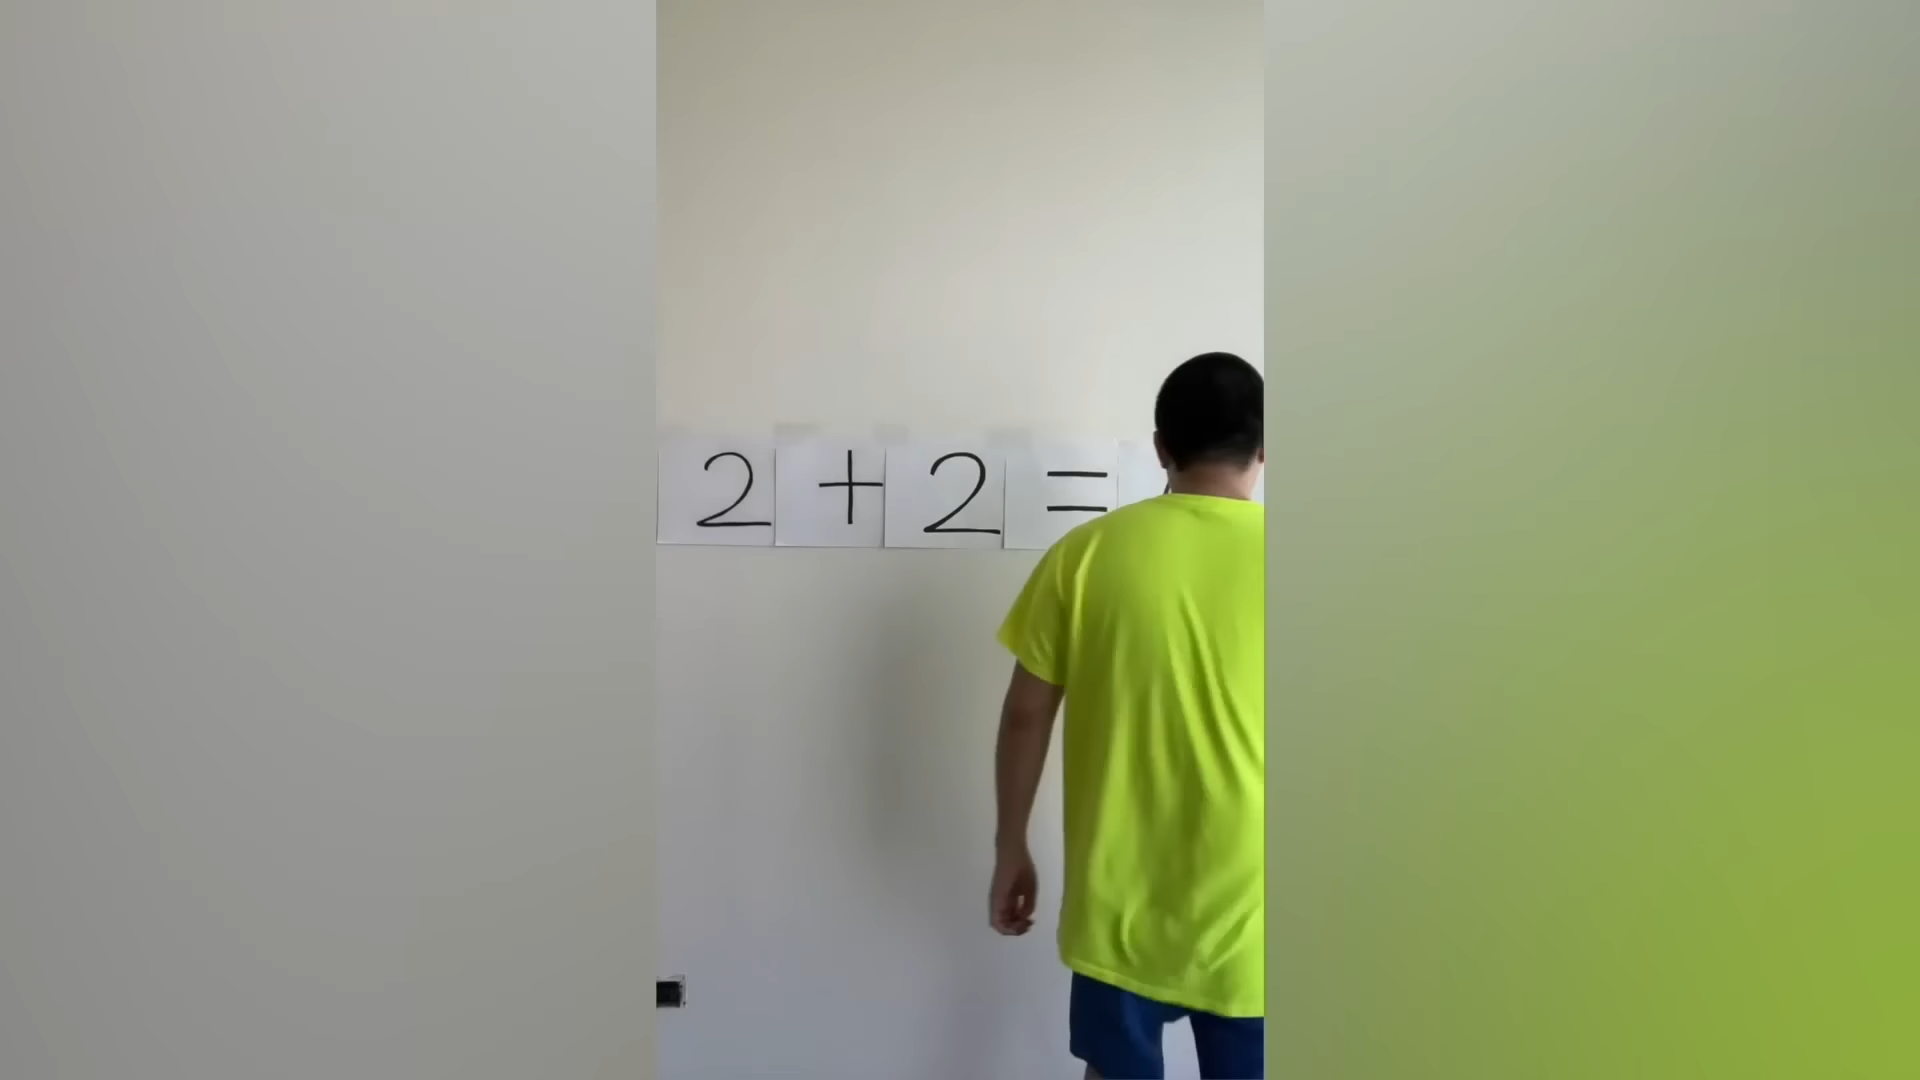 2 + 2 =